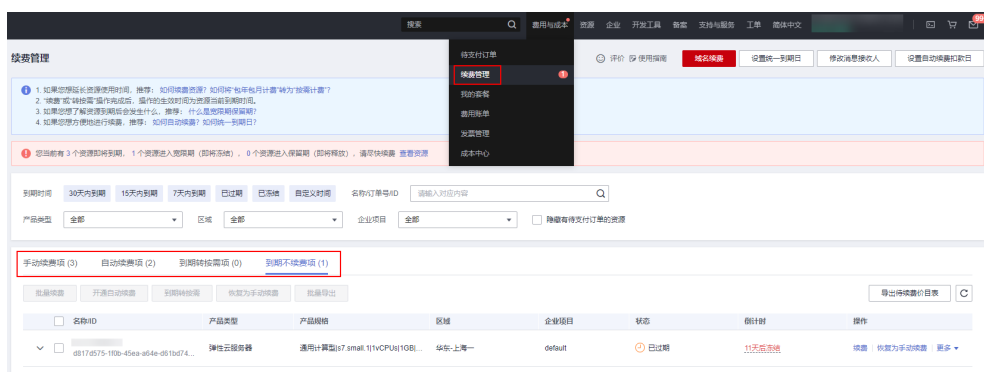 搜索 费用与成本 资源 企业 开发工具 备案 支持与服务 工单 简体中文 99
续费管理
评价 使用指南 域名续费 设置统一到期日 修改消息接收人 设置自动续费扣款日
待支付订单
续费管理 1
我的套餐
费用账单
发票管理
成本中心
1. 如果您想延长资源使用时间，推荐： 如何续费资源? 如何将“包年包月计费”转为“按需计费”?
2. “续费”或“转按需”操作完成后，操作的生效时间为资源当前到期时间。
3. 如果您想了解资源到期后会发生什么，推荐： 什么是宽限期保留期?
4. 如果您想方便地进行续费，推荐： 如何自动续费? 如何统一到期日?
您当前有 3 个资源即将到期， 1 个资源进入宽限期（即将冻结）， 0 个资源进入保留期（即将释放），请尽快续费 查看资源
到期时间 30天内到期 15天内到期 7天内到期 已过期 已冻结 自定义时间 名称/订单号/ID 请输入对应内容
产品类型 全部 区域 全部 企业项目 全部 隐藏有待支付订单的资源
手动续费项 (3) 自动续费项 (2) 到期转按需项 (0) 到期不续费项 (1)
批量续费 开通自动续费 到期转按需 恢复为手动续费 批量导出 导出待续费价目表
名称/ID 产品类型 产品规格 区域 企业项目 状态 倒计时 操作
d817d575-1f0b-45ea-a64e-d61bd74... 弹性云服务器 通用计算型|s7.small.1|1vCPUs|1GB|... 华东-上海一 default 已过期 11天后冻结 续费 恢复为手动续费 更多